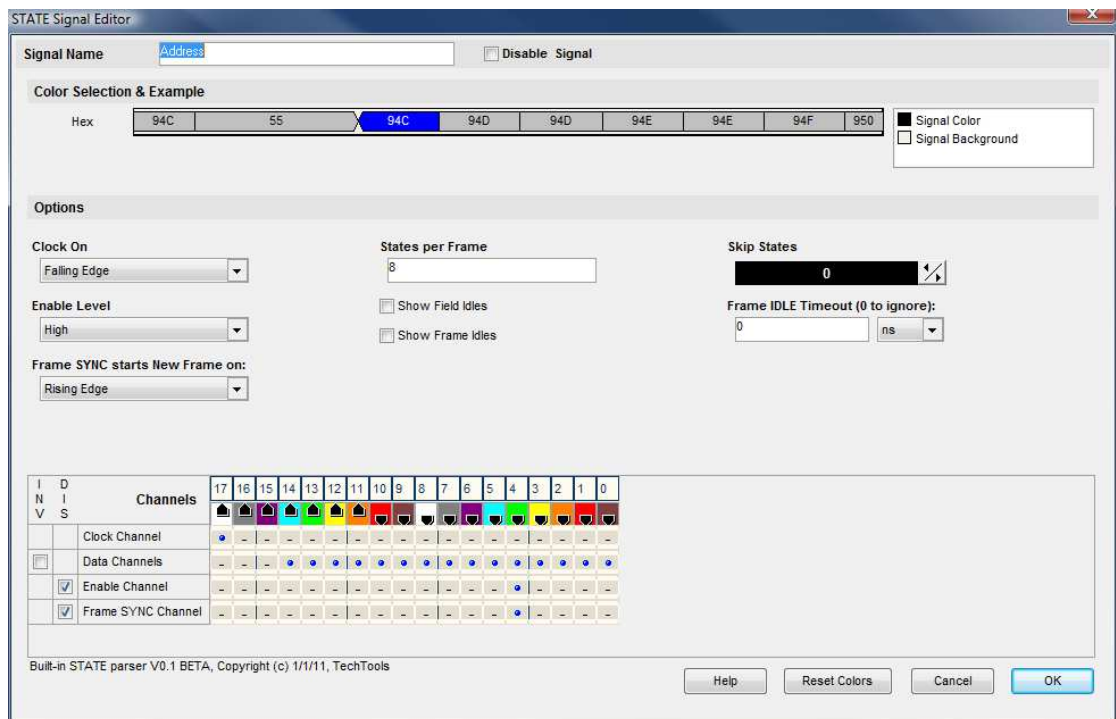 STATE Signal Editor
Signal Name Address Disable Signal
Color Selection & Example
Hex 94C 55 94C 94D 94D 94E 94E 94F 950 Signal Color
Signal Background
Options
Clock On States per Frame Skip States
Falling Edge 8 0
Enable Level Show Field Idles Frame IDLE Timeout (0 to ignore):
High Show Frame Idles 0 ns
Frame SYNC starts New Frame on:
Rising Edge
INV DIS Channels 17 16 15 14 13 12 11 10 9 8 7 6 5 4 3 2 1 0
Clock Channel
Data Channels
Enable Channel
Frame SYNC Channel
Built-in STATE parser V0.1 BETA, Copyright (c) 1/1/11, TechTools
Help Reset Colors Cancel OK